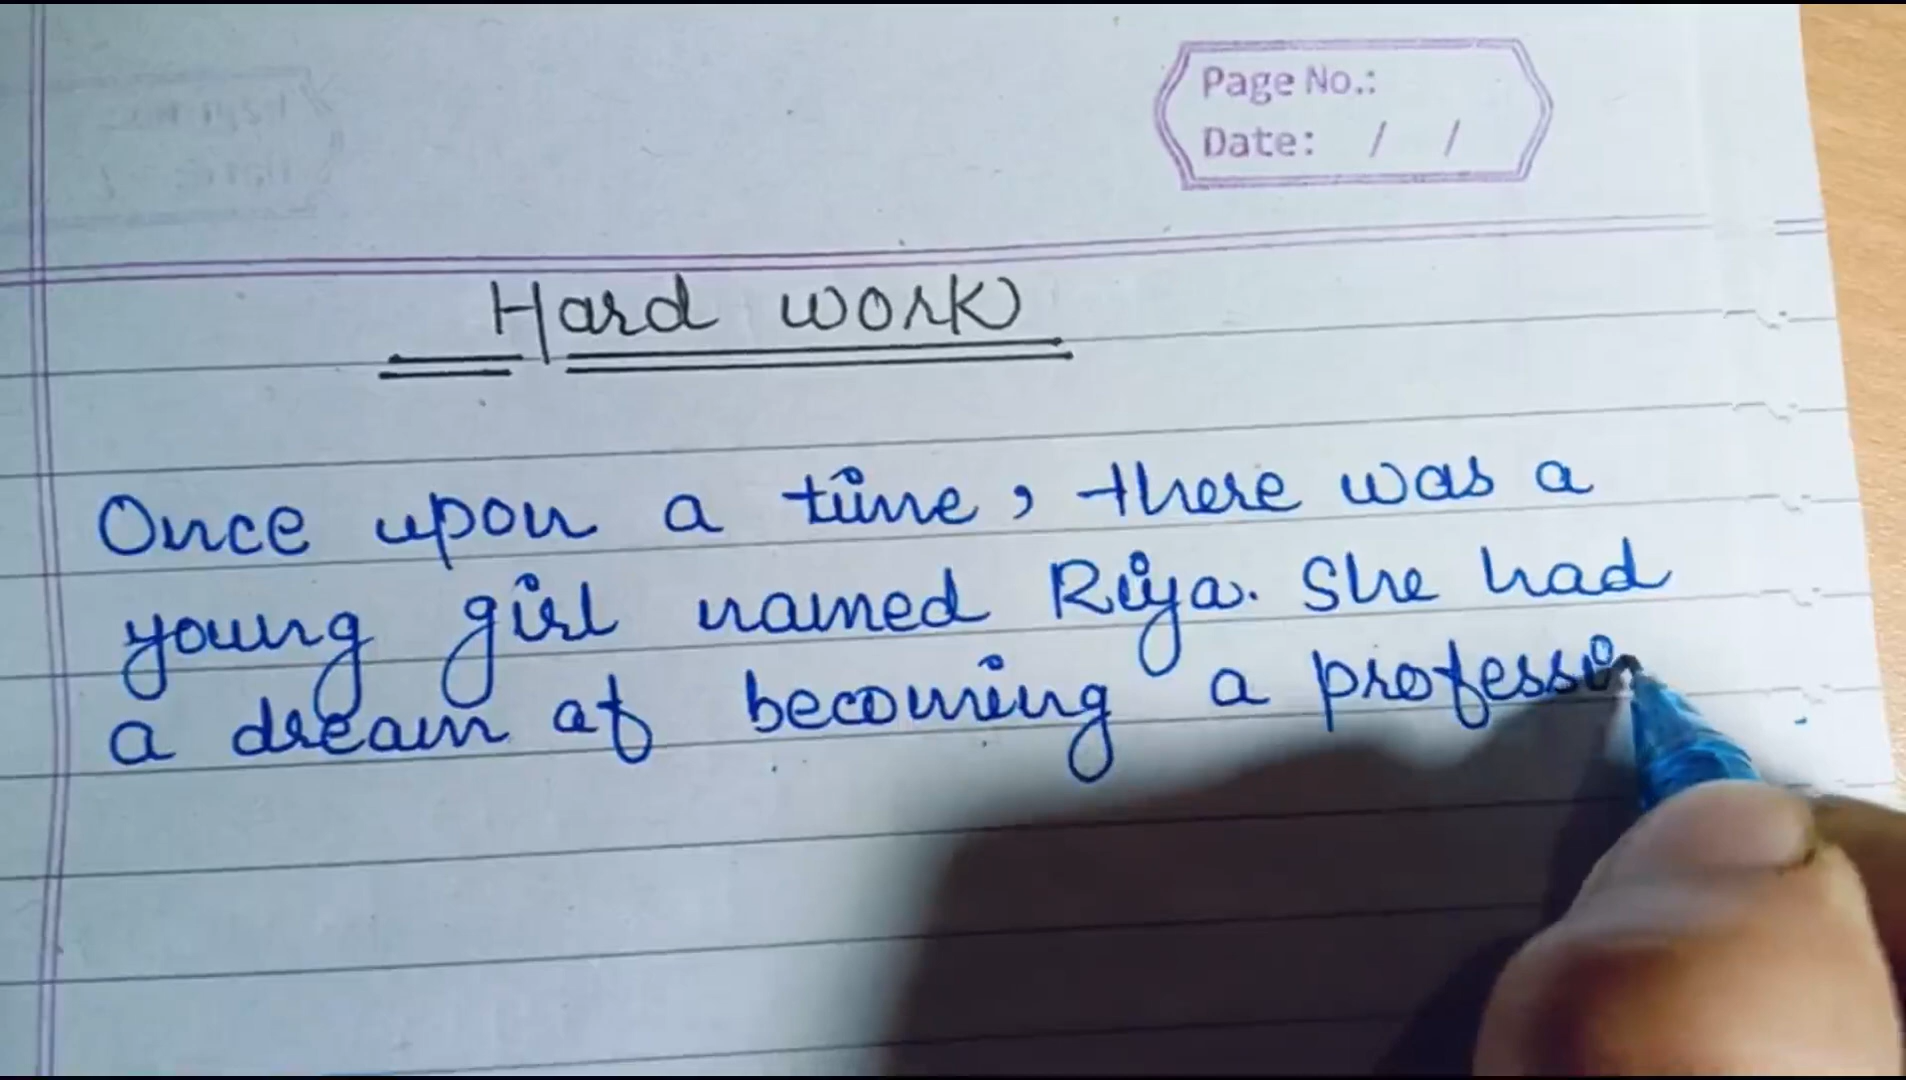 Page No.:
Date: / /
Hard work
Once upon a time, there was a
young girl named Riya. She had
a dream of becoming a professi